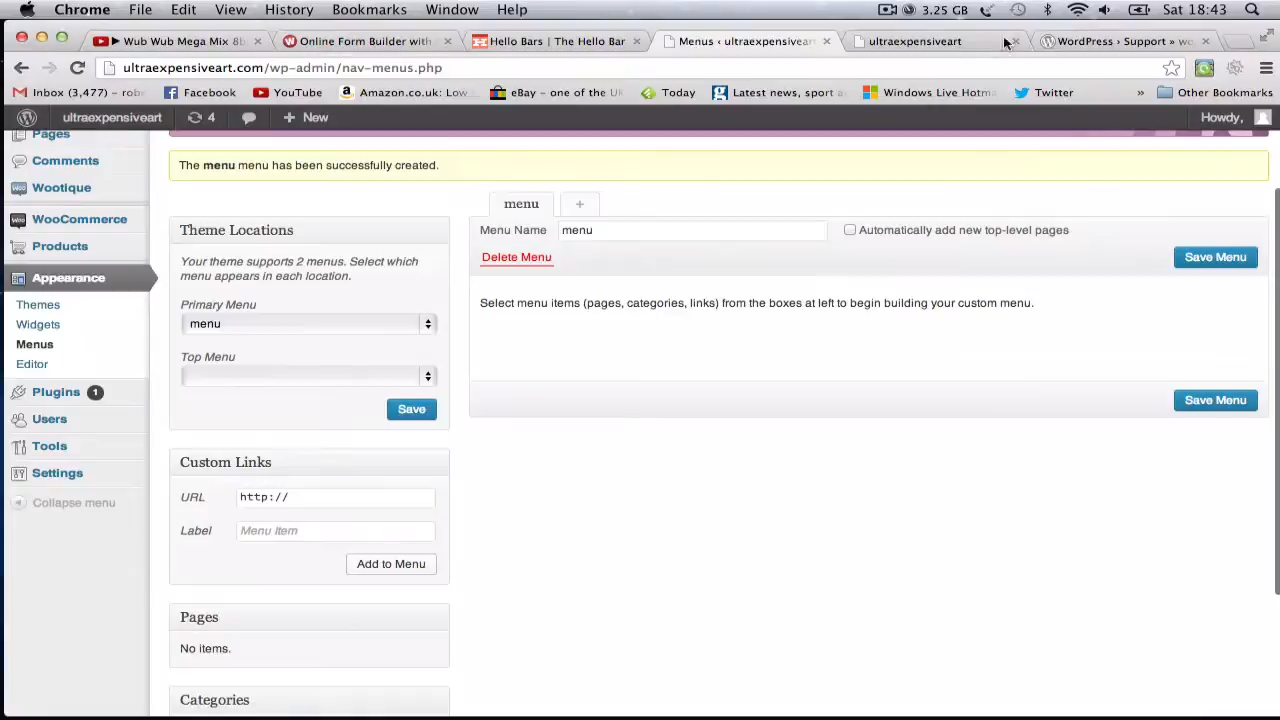 Chrome File Edit View History Bookmarks Window Help 3.25 GB Sat 18:43
Wub Wub Mega Mix 8b Online Form Builder with Hello Bars | The Hello Bar Menus ‹ ultraexpensiveart ultraexpensiveart WordPress › Support »
ultraexpensiveart.com/wp-admin/nav-menus.php
Inbox (3,477) – rob Facebook YouTube Amazon.co.uk: Low eBay – one of the UK Today Latest news, sport Windows Live Hotma Twitter » Other Bookmarks
ultraexpensiveart 4 + New Howdy,
Pages
The menu menu has been successfully created.
Comments
Wootique
WooCommerce
Products
Appearance
Themes
Widgets
Menus
Editor
Plugins 1
Users
Tools
Settings
Collapse menu
Theme Locations
Your theme supports 2 menus. Select which
menu appears in each location.
Primary Menu
menu
Top Menu
Save
Custom Links
URL http://
Label Menu Item
Add to Menu
Pages
No items.
Categories
menu +
Menu Name menu Automatically add new top-level pages
Delete Menu Save Menu
Select menu items (pages, categories, links) from the boxes at left to begin building your custom menu.
Save Menu